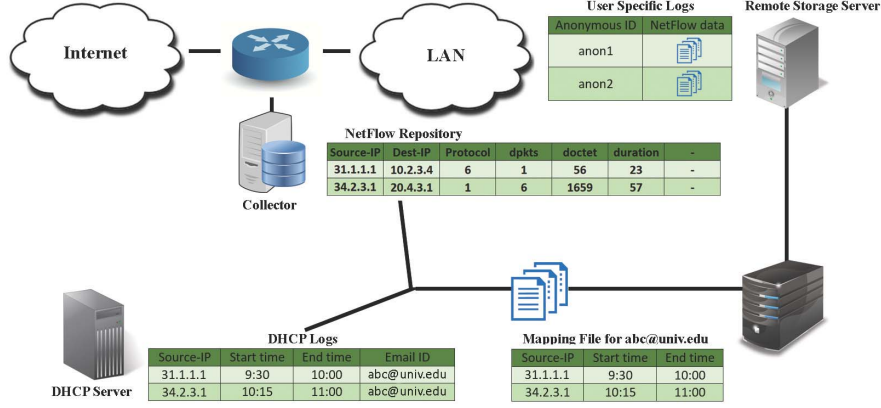 User Specific Logs
Remote Storage Server
Internet
LAN
Anonymous ID NetFlow data
anon1
anon2
NetFlow Repository
Source-IP Dest-IP Protocol dpkts doctet duration -
31.1.1.1 10.2.3.4 6 1 56 23 -
34.2.3.1 20.4.3.1 1 6 1659 57 -
Collector
DHCP Logs
Source-IP Start time End time Email ID
31.1.1.1 9:30 10:00 abc@univ.edu
34.2.3.1 10:15 11:00 abc@univ.edu
DHCP Server
Mapping File for abc@univ.edu
Source-IP Start time End time
31.1.1.1 9:30 10:00
34.2.3.1 10:15 11:00